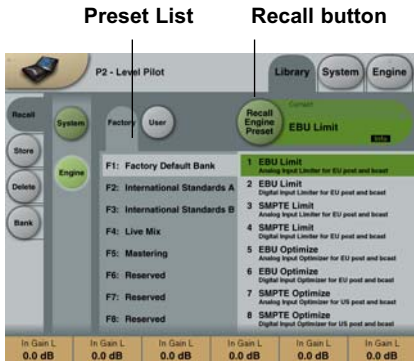 Preset List
Recall button
P2 - Level Pilot
Library
System
Engine
Recall
Store
Delete
Bank
System
Engine
Factory
User
Recall Engine Preset
Current
EBU Limit
Info
F1: Factory Default Bank
F2: International Standards A
F3: International Standards B
F4: Live Mix
F5: Mastering
F6: Reserved
F7: Reserved
F8: Reserved
1 EBU Limit
Analog Input Limiter for EU post and bcast
2 EBU Limit
Digital Input Limiter for EU post and bcast
3 SMPTE Limit
Digital Input Limiter for EU post and bcast
4 SMPTE Limit
Digital Input Limiter for EU post and bcast
5 EBU Optimize
Analog Input Optimizer for EU post and bcast
6 EBU Optimize
Digital Input Optimizer for EU post and bcast
7 SMPTE Optimize
Analog Input Optimizer for US post and bcast
8 SMPTE Optimize
Digital Input Optimizer for US post and bcast
In Gain L In Gain L In Gain L In Gain L In Gain L In Gain L
0.0 dB 0.0 dB 0.0 dB 0.0 dB 0.0 dB 0.0 dB